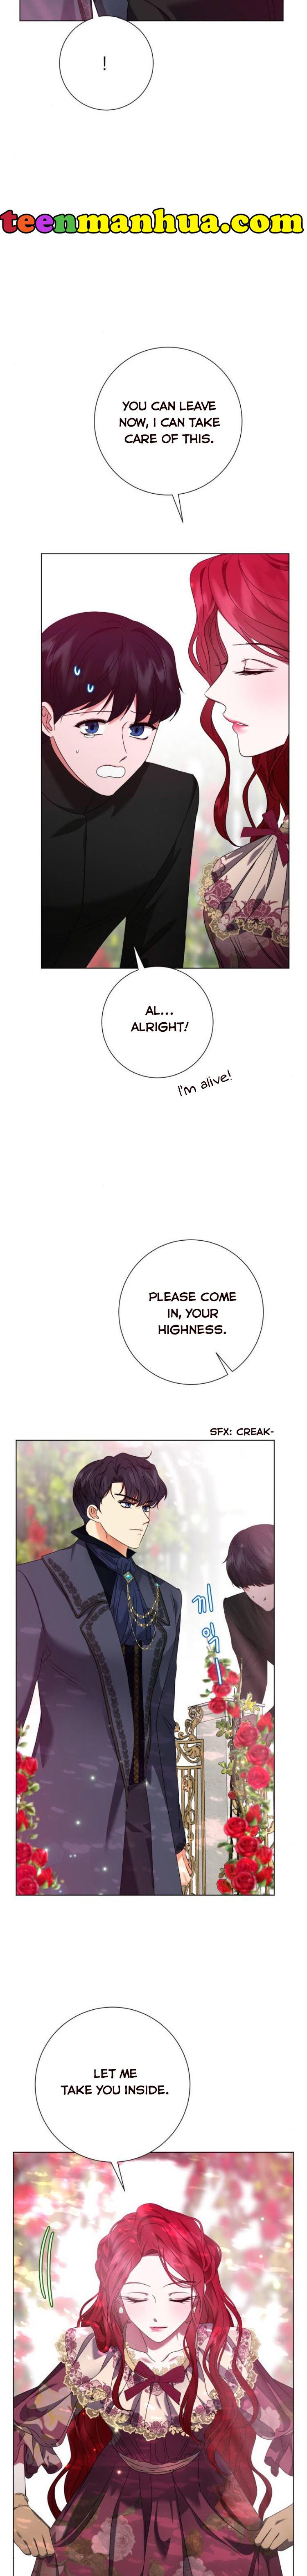 !
teenmanhua.com
YOU CAN LEAVE
NOW, I CAN TAKE
CARE OF THIS.
AL...
ALRIGHT!
I'm alive!
PLEASE COME
IN, YOUR
HIGHNESS.
SFX: CREAK-
끼익-
LET ME
TAKE YOU INSIDE.